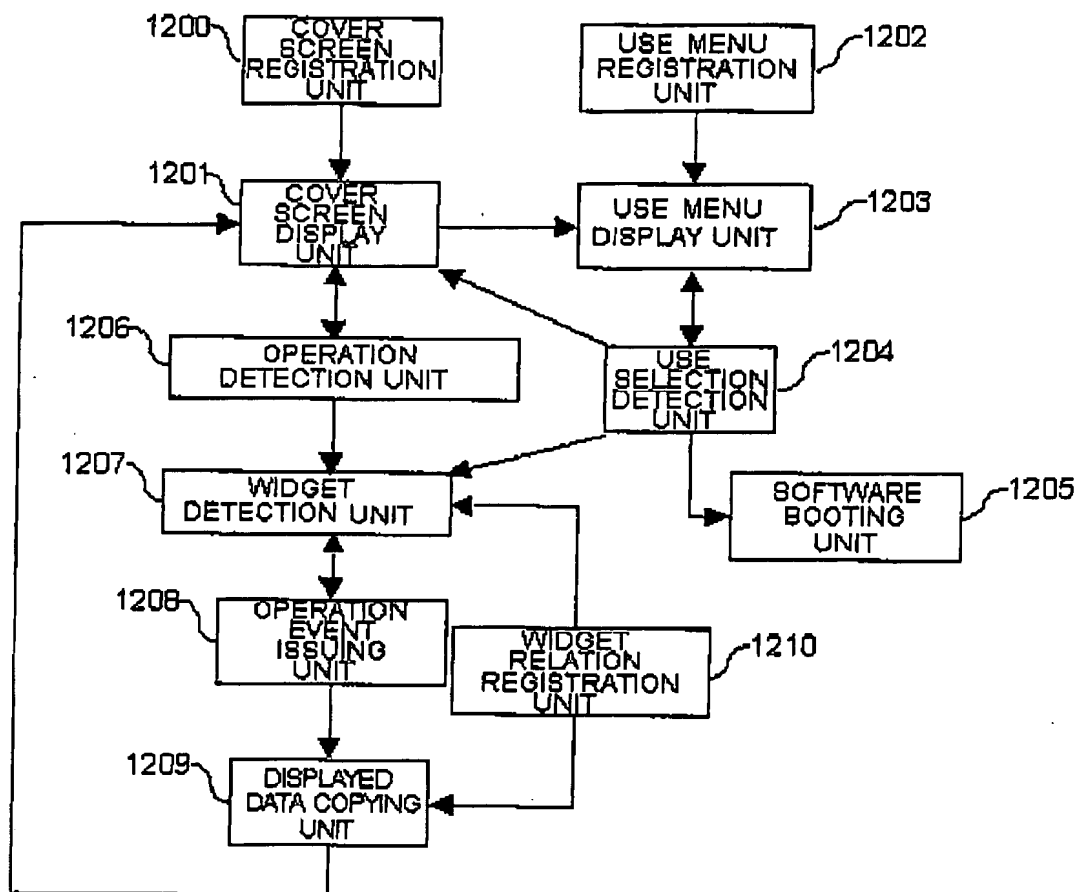 1200
COVER
SCREEN
REGISTRATION
UNIT
USE MENU
REGISTRATION
UNIT
1202
1201
COVER
SCREEN
DISPLAY
UNIT
USE MENU
DISPLAY UNIT
1203
1206
OPERATION
DETECTION UNIT
USE
SELECTION
DETECTION
UNIT
1204
1207
WIDGET
DETECTION UNIT
SOFTWARE
BOOTING
UNIT
1205
1208
OPERATION
EVENT
ISSUING
UNIT
WIDGET
RELATION
REGISTRATION
UNIT
1210
1209
DISPLAYED
DATA COPYING
UNIT